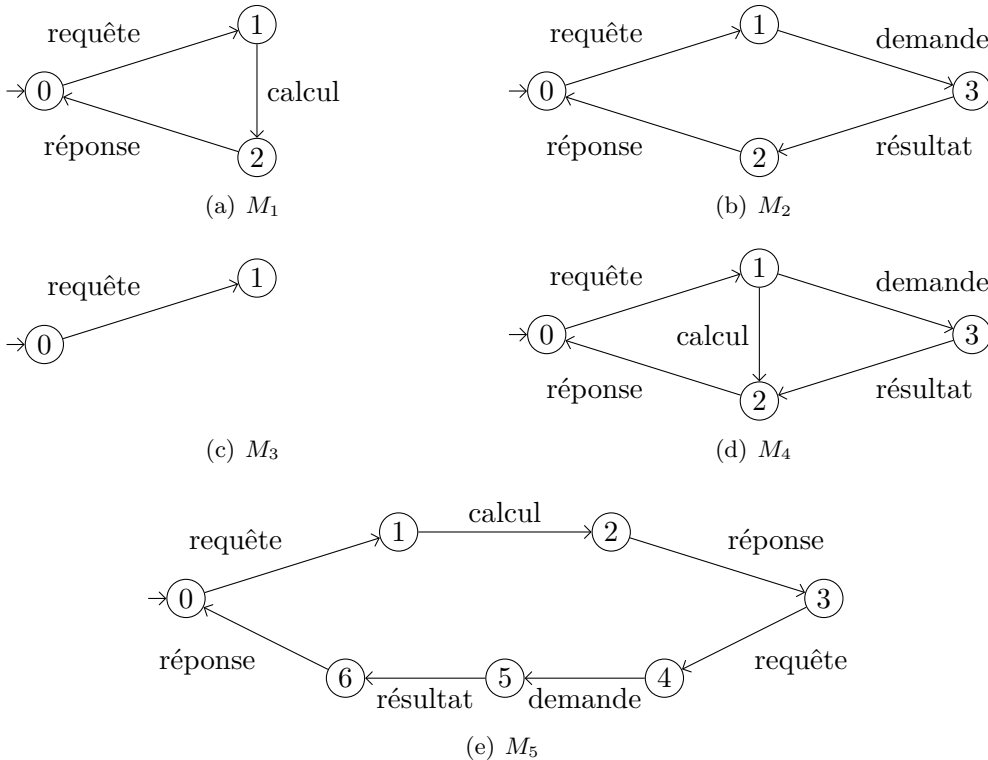 requête 1
0 calcul
réponse 2
(a) M₁
requête 1 demande
0 3
réponse 2 résultat
(b) M₂
requête 1
0
(c) M₃
requête 1 demande
0 calcul 3
réponse 2 résultat
(d) M₄
requête 1 calcul 2 réponse
0 3
réponse 6 résultat 5 demande 4 requête
(e) M₅